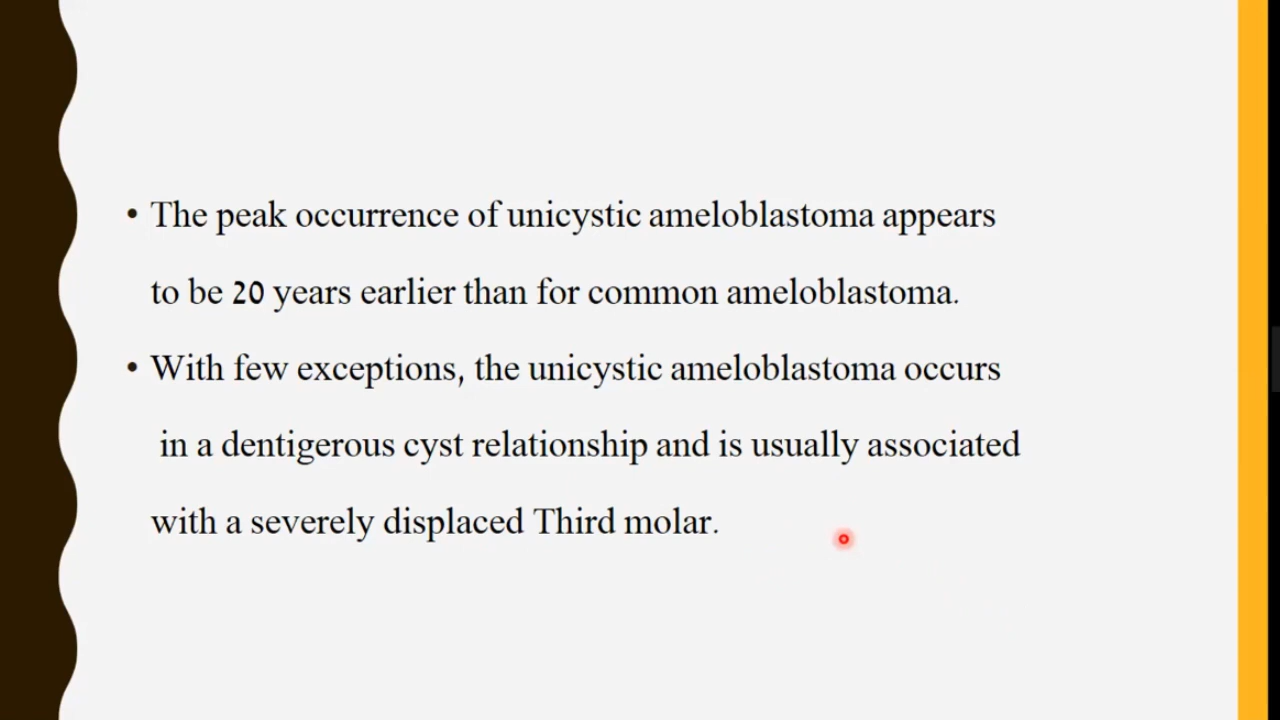 • The peak occurrence of unicystic ameloblastoma appears
to be 20 years earlier than for common ameloblastoma.
• With few exceptions, the unicystic ameloblastoma occurs
in a dentigerous cyst relationship and is usually associated
with a severely displaced Third molar.